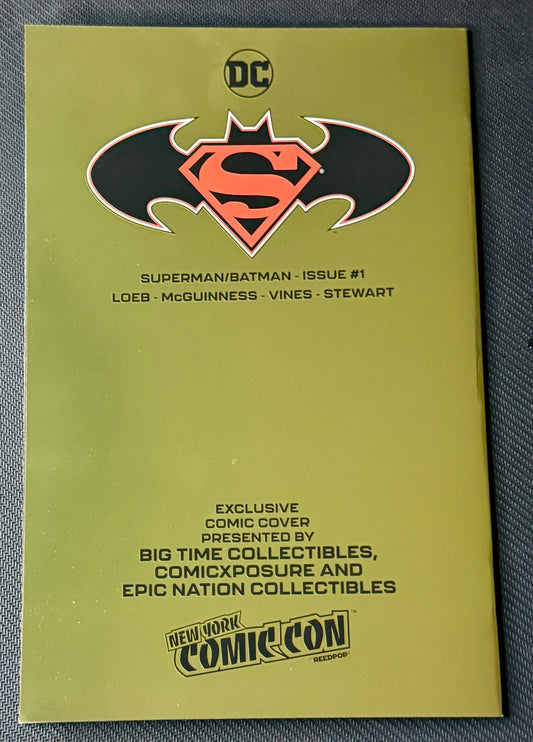 DC
S
SUPERMAN/BATMAN - ISSUE #1
LOEB - McGUINNESS - VINES - STEWART
EXCLUSIVE
COMIC COVER
PRESENTED BY
BIG TIME COLLECTIBLES,
COMICXPOSURE AND
EPIC NATION COLLECTIBLES
NEW YORK
COMIC CON
REEDPOP